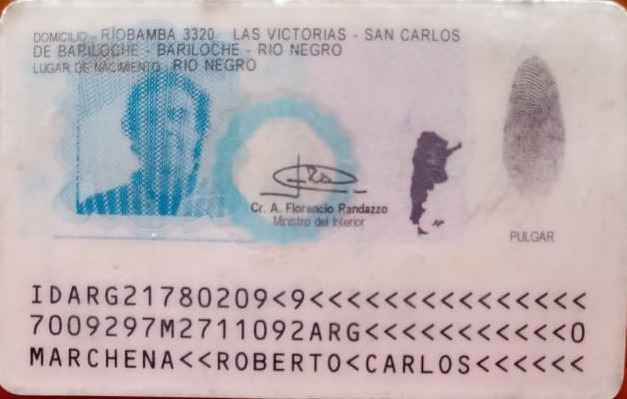 DOMICILIO - RIOBAMBA 3320 LAS VICTORIAS - SAN CARLOS
DE BARILOCHE - BARILOCHE - RIO NEGRO
LUGAR DE NACIMIENTO RIO NEGRO
Cr. A. Florencio Randazzo
Ministro del Interior
PULGAR
IDARG21780209<9<<<<<<<<<<<<<<<
7009297M2711092ARG<<<<<<<<<<<0
MARCHENA<<ROBERTO<CARLOS<<<<<<